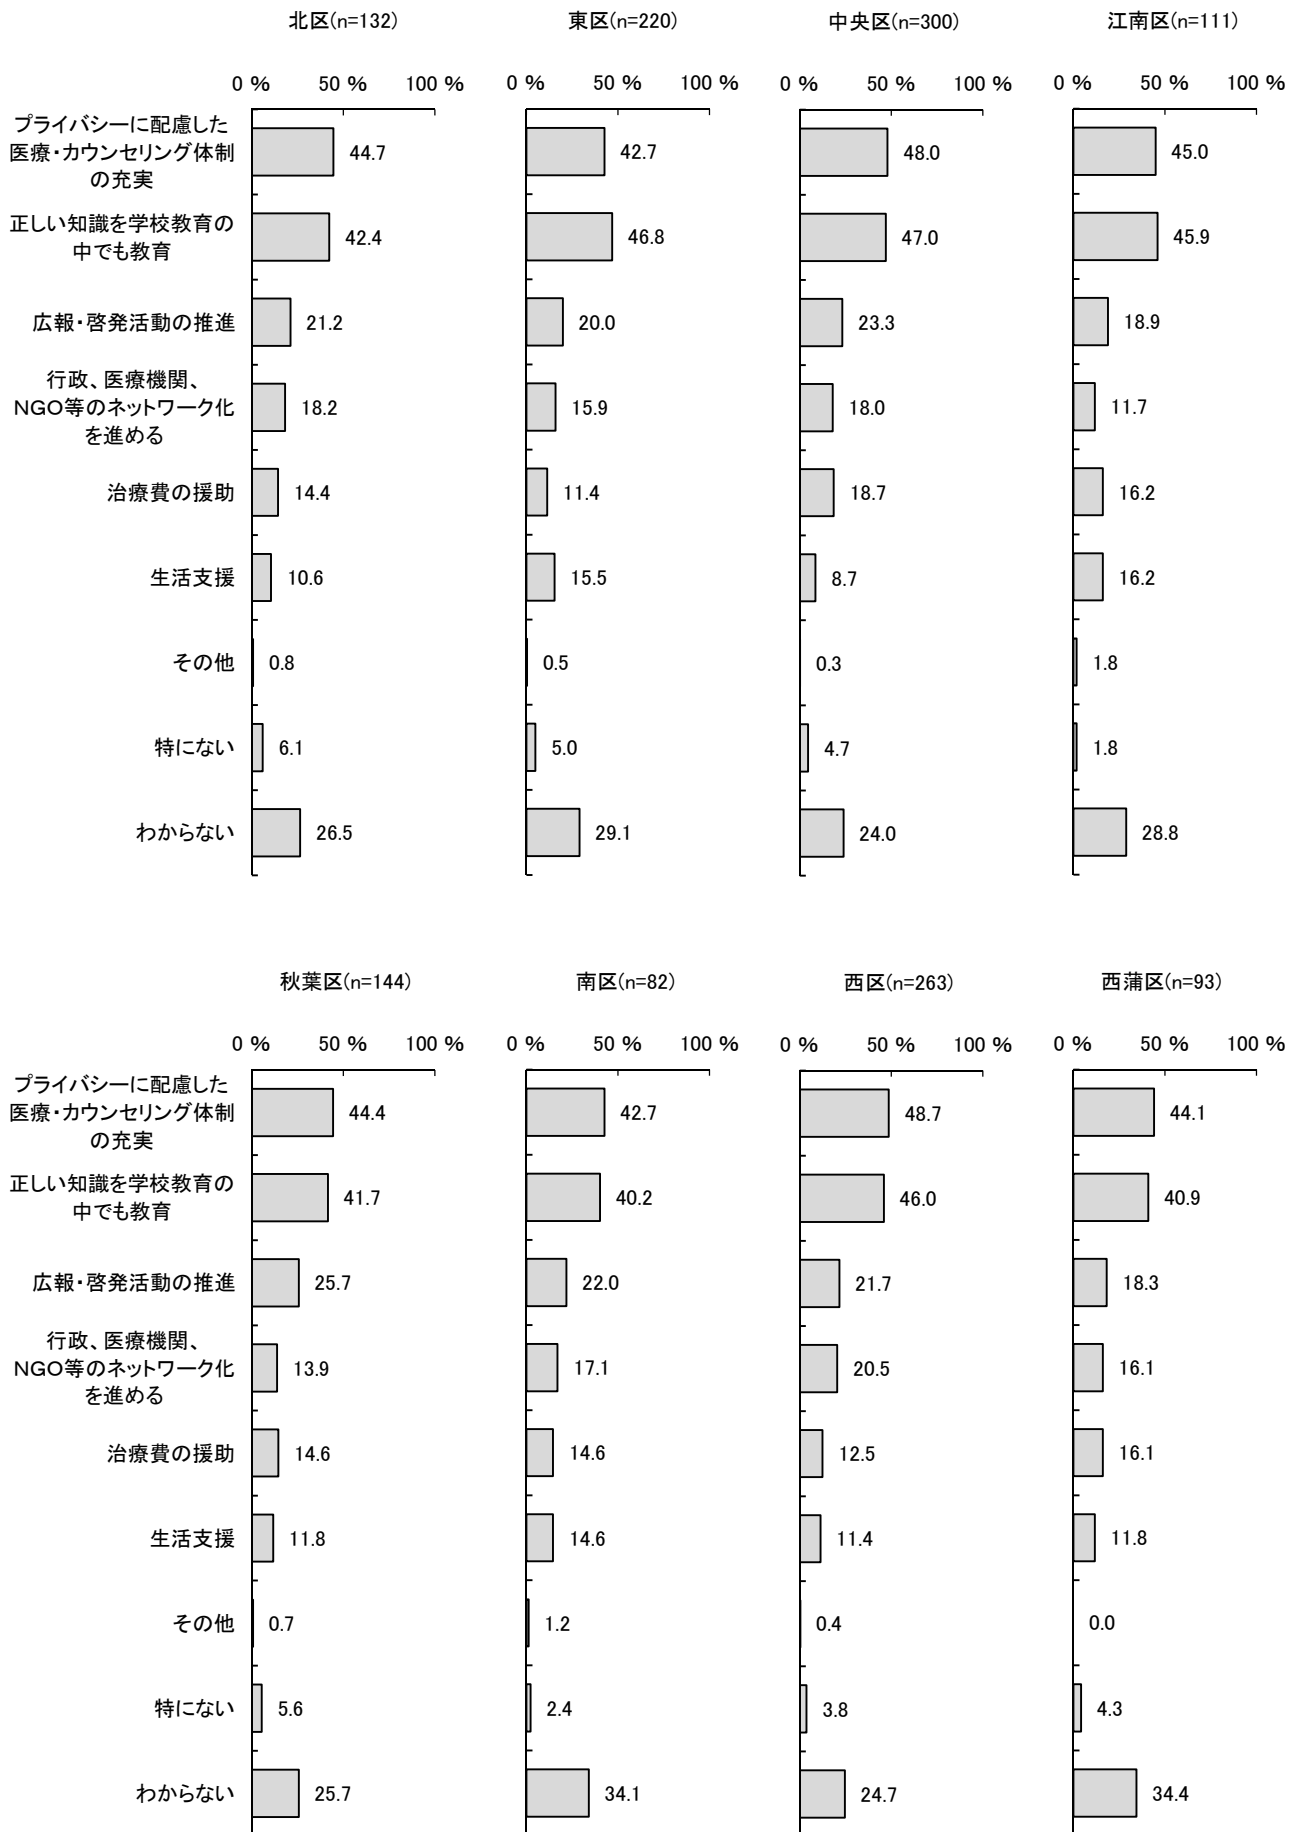 北区(n=132)
東区(n=220)
中央区(n=300)
江南区(n=111)
0 % 50 % 100 %
0 % 50 % 100 %
0 % 50 % 100 %
0 % 50 % 100 %
プライバシーに配慮した
医療・カウンセリング体制
の充実
44.7 42.7 48.0 45.0
正しい知識を学校教育の
中でも教育
42.4 46.8 47.0 45.9
広報・啓発活動の推進
21.2 20.0 23.3 18.9
行政、医療機関、
NGO等のネットワーク化
を進める
18.2 15.9 18.0 11.7
治療費の援助
14.4 11.4 18.7 16.2
生活支援
10.6 15.5 8.7 16.2
その他
0.8 0.5 0.3 1.8
特にない
6.1 5.0 4.7 1.8
わからない
26.5 29.1 24.0 28.8
秋葉区(n=144)
南区(n=82)
西区(n=263)
西蒲区(n=93)
0 % 50 % 100 %
0 % 50 % 100 %
0 % 50 % 100 %
0 % 50 % 100 %
プライバシーに配慮した
医療・カウンセリング体制
の充実
44.4 42.7 48.7 44.1
正しい知識を学校教育の
中でも教育
41.7 40.2 46.0 40.9
広報・啓発活動の推進
25.7 22.0 21.7 18.3
行政、医療機関、
NGO等のネットワーク化
を進める
13.9 17.1 20.5 16.1
治療費の援助
14.6 14.6 12.5 16.1
生活支援
11.8 14.6 11.4 11.8
その他
0.7 1.2 0.4 0.0
特にない
5.6 2.4 3.8 4.3
わからない
25.7 34.1 24.7 34.4